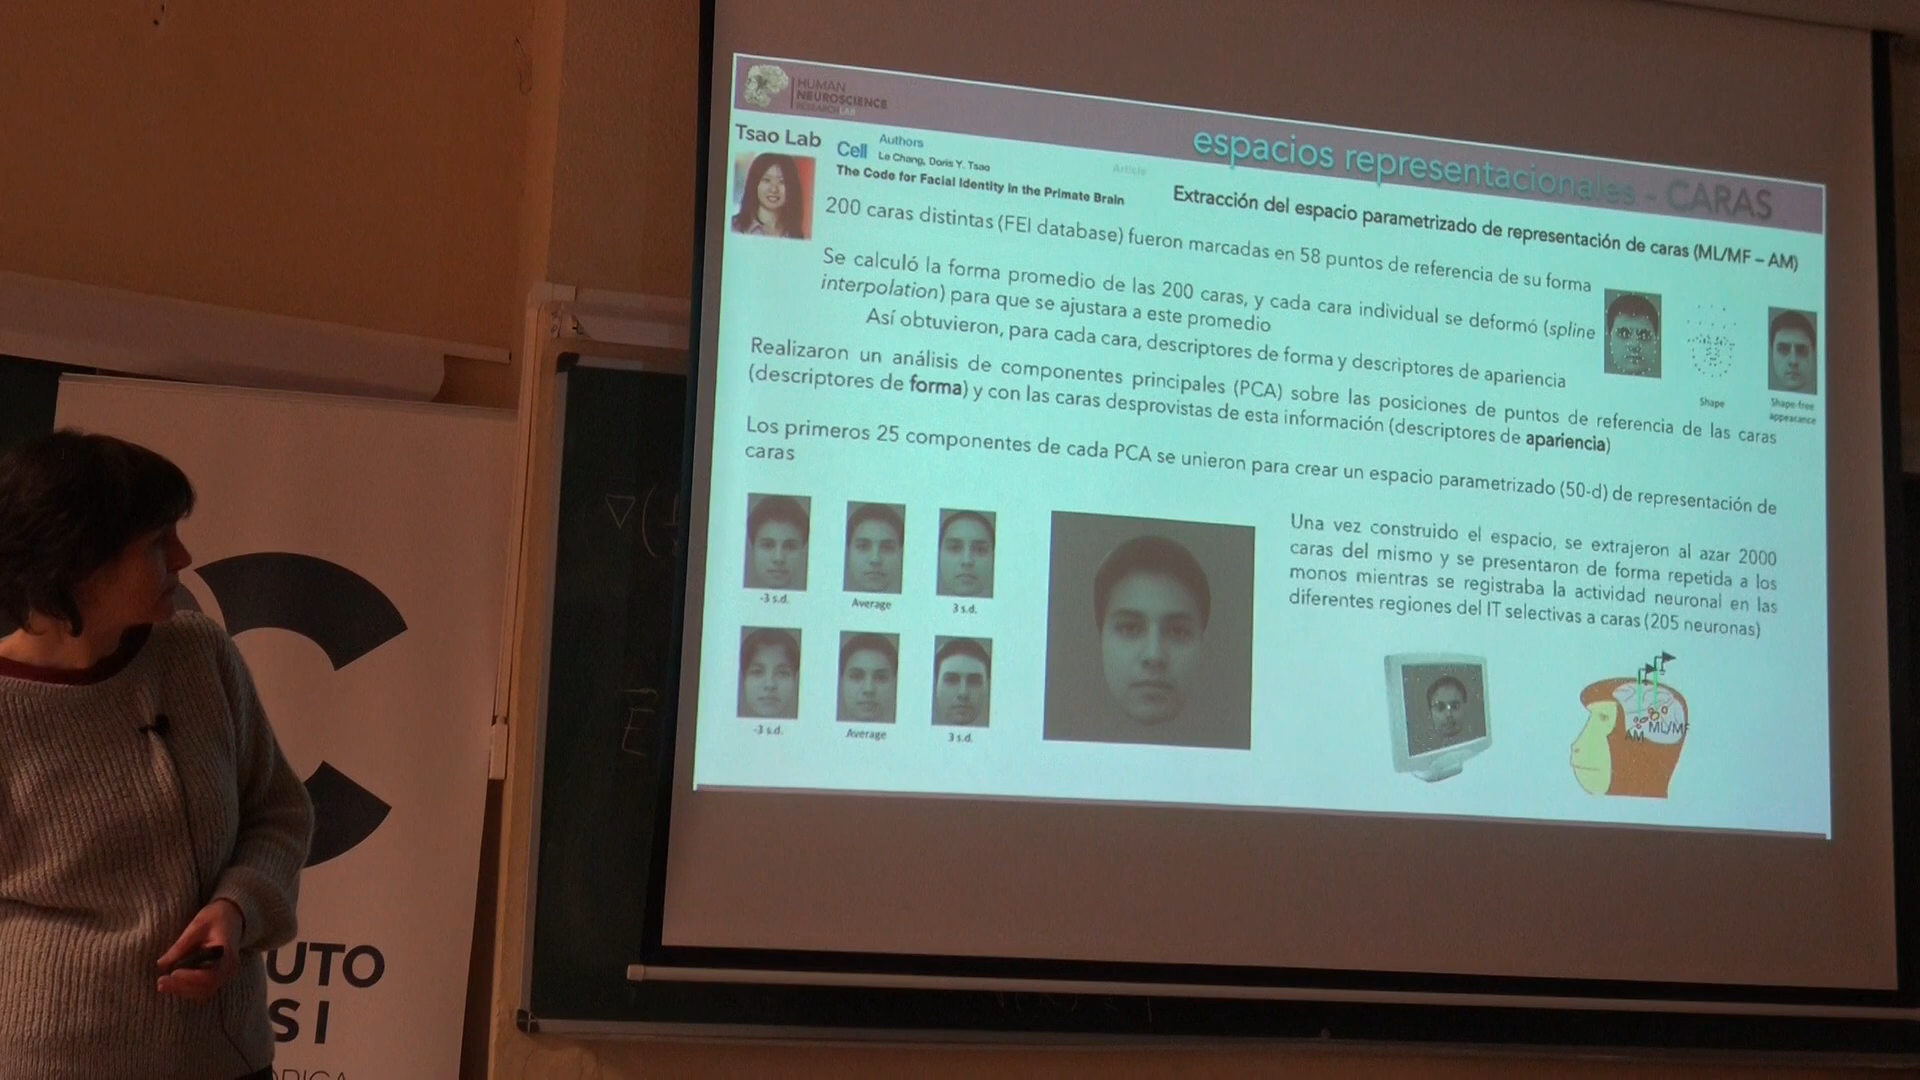 HUMAN
NEUROSCIENCE
RESEARCH LAB
espacios representacionales - CARAS
Tsao Lab
Cell
Authors
Le Chang, Doris Y. Tsao
Article
The Code for Facial Identity in the Primate Brain
Extracción del espacio parametrizado de representación de caras (ML/MF – AM)
200 caras distintas (FEI database) fueron marcadas en 58 puntos de referencia de su forma
Se calculó la forma promedio de las 200 caras, y cada cara individual se deformó (spline
interpolation) para que se ajustara a este promedio
Así obtuvieron, para cada cara, descriptores de forma y descriptores de apariencia
Shape
Shape-free
appearance
Realizaron un análisis de componentes principales (PCA) sobre las posiciones de puntos de referencia de las caras
(descriptores de forma) y con las caras desprovistas de esta información (descriptores de apariencia)
Los primeros 25 componentes de cada PCA se unieron para crear un espacio parametrizado (50-d) de representación de
caras
-3 s.d.
Average
3 s.d.
-3 s.d.
Average
3 s.d.
Una vez construido el espacio, se extrajeron al azar 2000
caras del mismo y se presentaron de forma repetida a los
monos mientras se registraba la actividad neuronal en las
diferentes regiones del IT selectivas a caras (205 neuronas)
AM
ML/MF
E
C
UTO
SI